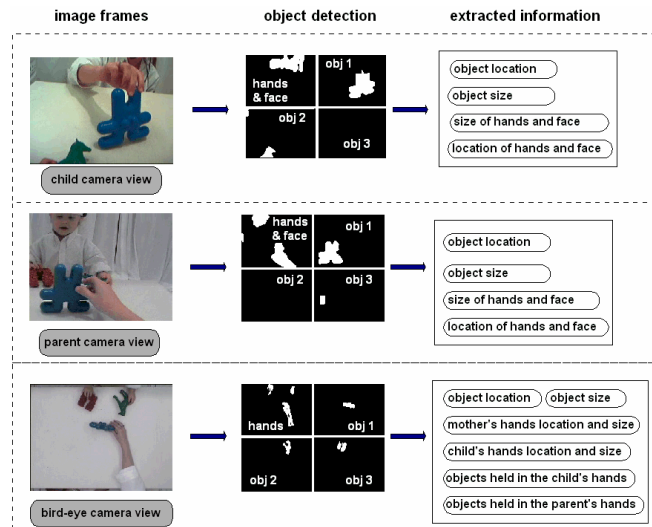 image frames
object detection
extracted information
hands
& face
obj 1
obj 2
obj 3
child camera view
object location
object size
size of hands and face
location of hands and face
hands
& face
obj 1
obj 2
obj 3
parent camera view
object location
object size
size of hands and face
location of hands and face
hands
obj 1
obj 2
obj 3
bird-eye camera view
object location object size
mother's hands location and size
child's hands location and size
objects held in the child's hands
objects held in the parent's hands